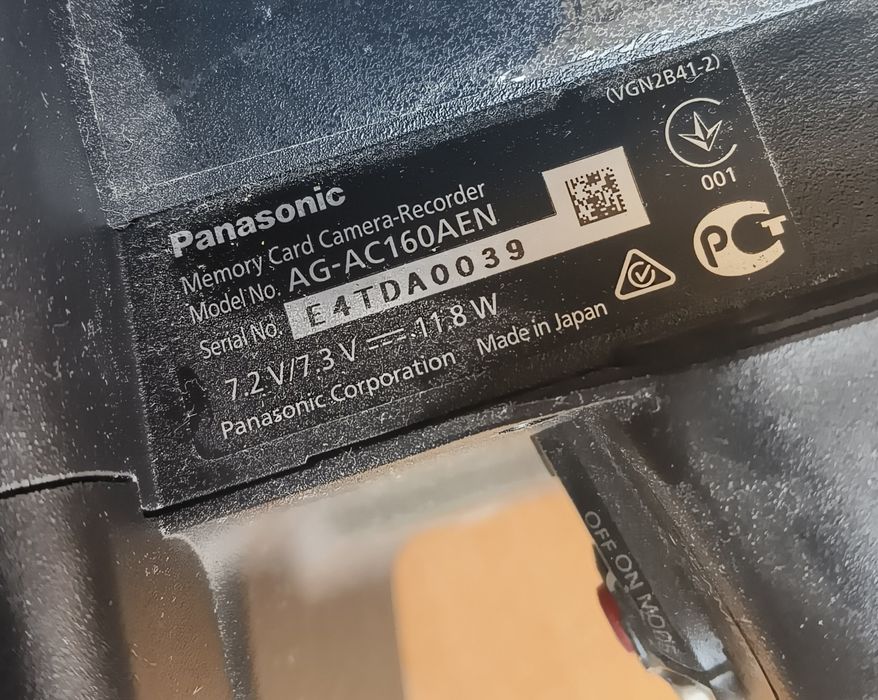 Panasonic
Memory Card Camera-Recorder
Model No. AG-AC160AEN
Serial No. E4TDA0039
7.2 V/7.3 V ⎓ 11.8 W
Panasonic Corporation Made in Japan
(VGN2B41-2)
001
PCT
OFF ON MODE